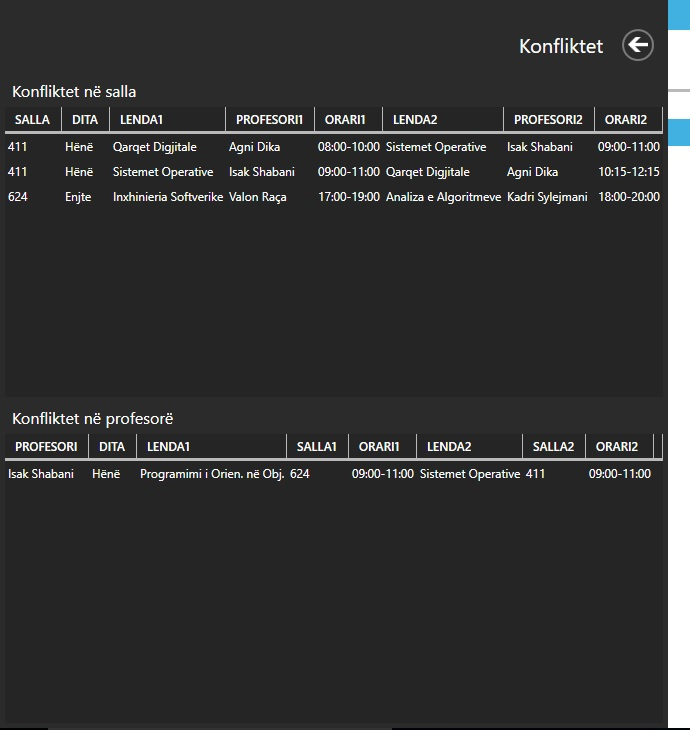 Konfliktet
Konfliktet në salla
SALLA DITA LENDA1 PROFESORI1 ORARI1 LENDA2 PROFESORI2 ORARI2
411 Hënë Qarqet Digjitale Agni Dika 08:00-10:00 Sistemet Operative Isak Shabani 09:00-11:00
411 Hënë Sistemet Operative Isak Shabani 09:00-11:00 Qarqet Digjitale Agni Dika 10:15-12:15
624 Enjte Inxhinieria Softverike Valon Raça 17:00-19:00 Analiza e Algoritmeve Kadri Sylejmani 18:00-20:00
Konfliktet në profesorë
PROFESORI DITA LENDA1 SALLA1 ORARI1 LENDA2 SALLA2 ORARI2
Isak Shabani Hënë Programimi i Orien. në Obj. 624 09:00-11:00 Sistemet Operative 411 09:00-11:00